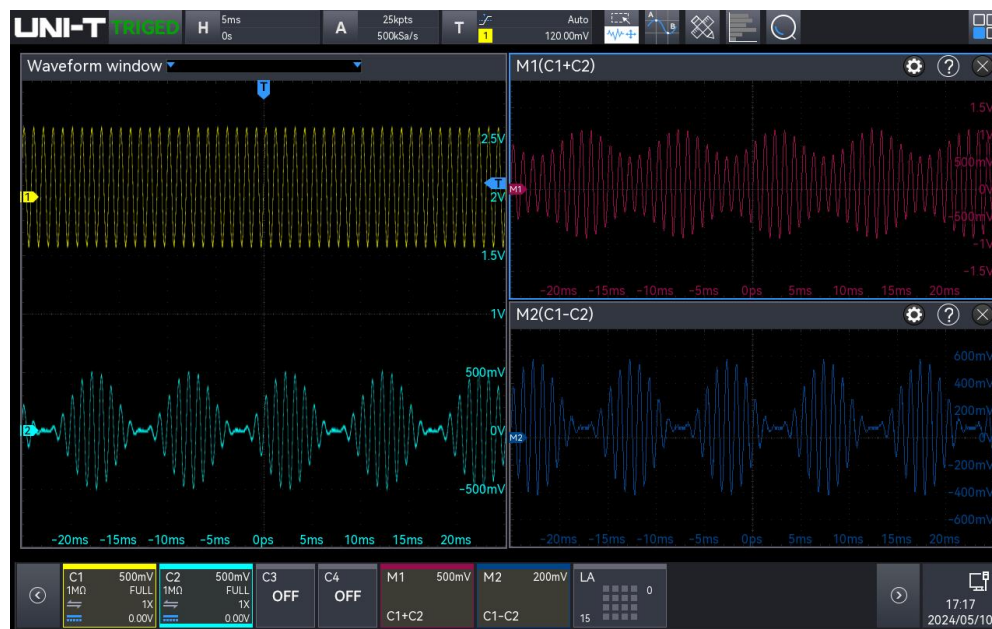 UNI-T TRIGED H 5ms 0s A 25kpts 500kSa/s T 1 Auto 120.00mV
Waveform window
T
2.5V
T
1 2V
1.5V
1V
500mV
2 0V
-500mV
-20ms -15ms -10ms -5ms 0ps 5ms 10ms 15ms 20ms
M1(C1+C2)
1.5V
1V
500mV
M1 0V
-500mV
-1V
-1.5V
-20ms -15ms -10ms -5ms 0ps 5ms 10ms 15ms 20ms
M2(C1-C2)
600mV
400mV
200mV
M2 0V
-200mV
-400mV
-600mV
-20ms -15ms -10ms -5ms 0ps 5ms 10ms 15ms 20ms
C1 500mV
1MΩ FULL
1X
0.00V
C2 500mV
1MΩ FULL
1X
0.00V
C3
OFF
C4
OFF
M1 500mV
C1+C2
M2 200mV
C1-C2
LA
0
15
17:17
2024/05/10